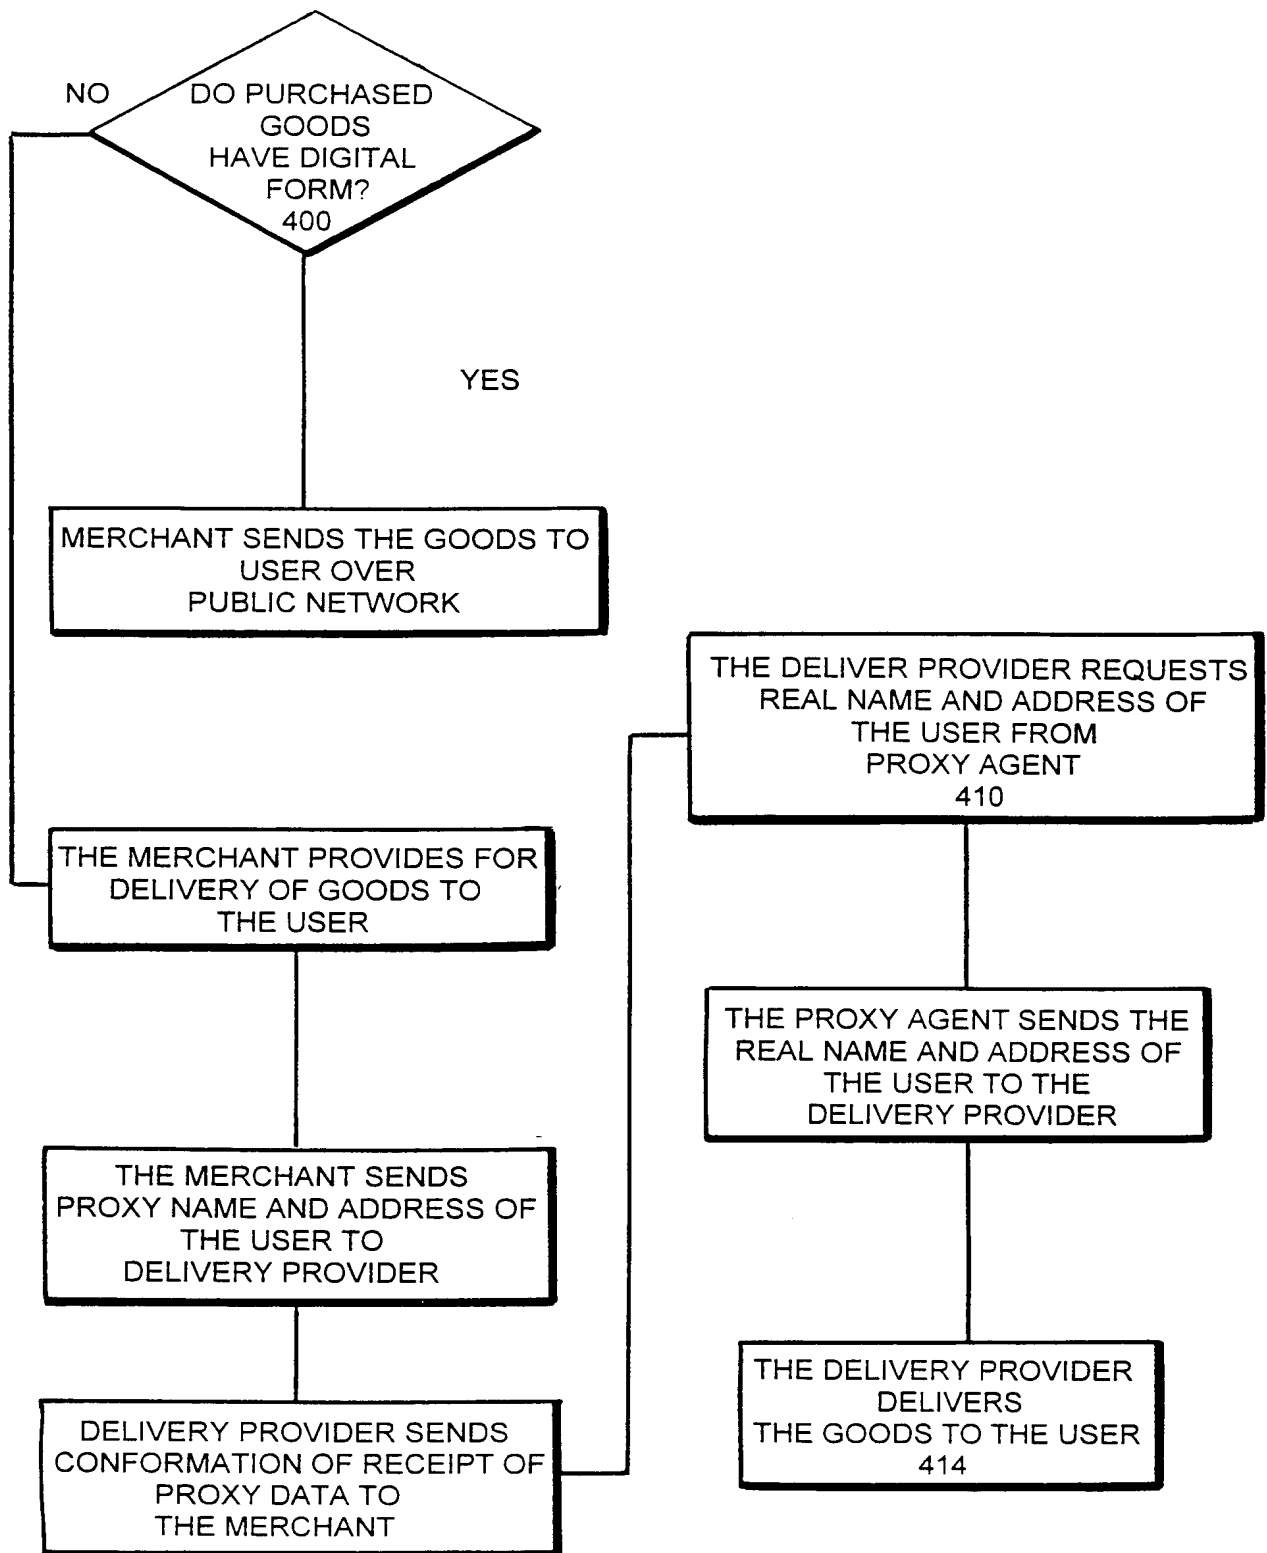 NO
DO PURCHASED
GOODS
HAVE DIGITAL
FORM?
400
YES
MERCHANT SENDS THE GOODS TO
USER OVER
PUBLIC NETWORK
THE MERCHANT PROVIDES FOR
DELIVERY OF GOODS TO
THE USER
THE MERCHANT SENDS
PROXY NAME AND ADDRESS OF
THE USER TO
DELIVERY PROVIDER
DELIVERY PROVIDER SENDS
CONFORMATION OF RECEIPT OF
PROXY DATA TO
THE MERCHANT
THE DELIVER PROVIDER REQUESTS
REAL NAME AND ADDRESS OF
THE USER FROM
PROXY AGENT
410
THE PROXY AGENT SENDS THE
REAL NAME AND ADDRESS OF
THE USER TO THE
DELIVERY PROVIDER
THE DELIVERY PROVIDER
DELIVERS
THE GOODS TO THE USER
414